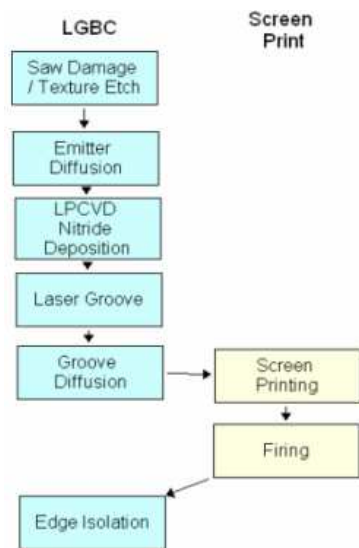 LGBC
Screen
Print
Saw Damage
/ Texture Etch
Emitter
Diffusion
LPCVD
Nitride
Deposition
Laser Groove
Groove
Diffusion
Screen
Printing
Firing
Edge Isolation